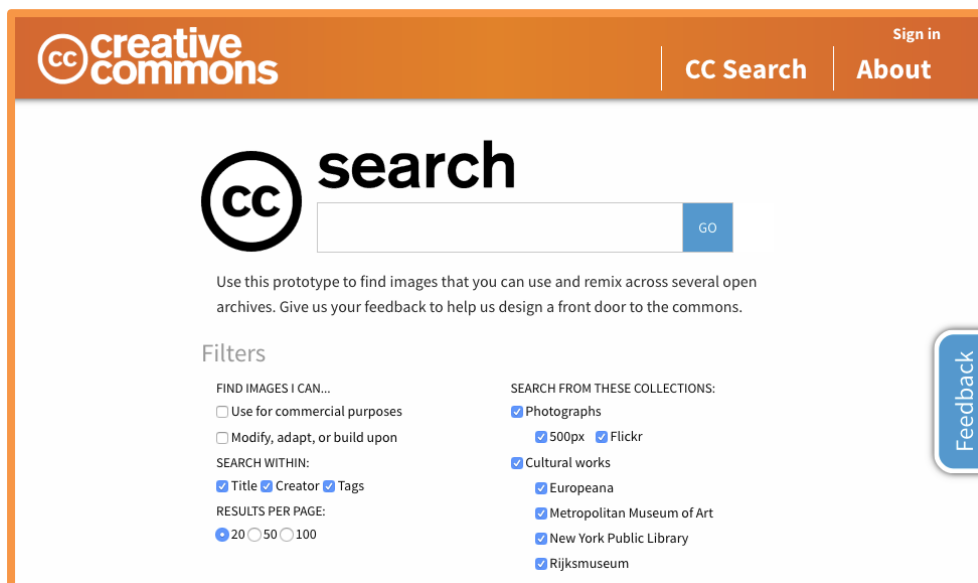 Sign in
cc creative
commons
CC Search
About
cc
search
GO
Use this prototype to find images that you can use and remix across several open
archives. Give us your feedback to help us design a front door to the commons.
Filters
FIND IMAGES I CAN...
Use for commercial purposes
Modify, adapt, or build upon
SEARCH WITHIN:
Title Creator Tags
RESULTS PER PAGE:
20 50 100
SEARCH FROM THESE COLLECTIONS:
Photographs
500px Flickr
Cultural works
Europeana
Metropolitan Museum of Art
New York Public Library
Rijksmuseum
Feedback